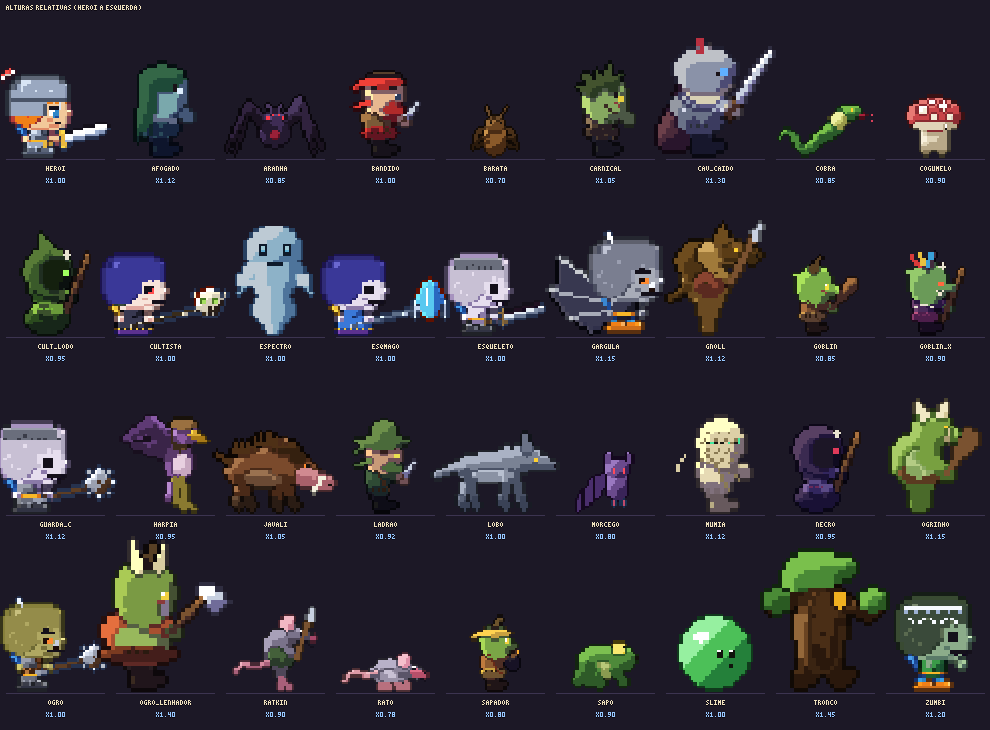 ALTURAS RELATIVAS (HEROI A ESQUERDA)
HEROI AFOGADO ARANHA BANDIDO BARATA CARNICAL CAV_CAIDO COBRA COGUMELO
X1.00 X1.12 X0.85 X1.00 X0.70 X1.05 X1.30 X0.85 X0.90
CULT_LODO CULTISTA ESPECTRO ESQMAGO ESQUELETO GARGULA GNOLL GOBLIN GOBLIN_X
X0.95 X1.00 X1.00 X1.00 X1.00 X1.15 X1.12 X0.85 X0.90
GUARDA_C HARPIA JAVALI LADRAO LOBO MORCEGO MUMIA NECRO OGRINHO
X1.12 X0.95 X1.05 X0.92 X1.00 X0.80 X1.12 X0.95 X1.15
OGRO OGRO_LENHADOR RATKIN RATO SAPADOR SAPO SLIME TRONCO ZUMBI
X1.00 X1.40 X0.90 X0.70 X0.80 X0.90 X1.00 X1.45 X1.20